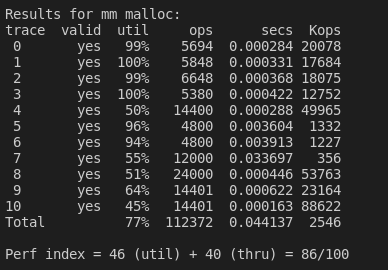 Results for mm malloc:
trace  valid  util     ops      secs  Kops
 0       yes   99%    5694  0.000284 20078
 1       yes  100%    5848  0.000331 17684
 2       yes   99%    6648  0.000368 18075
 3       yes  100%    5380  0.000422 12752
 4       yes   50%   14400  0.000288 49965
 5       yes   96%    4800  0.003604  1332
 6       yes   94%    4800  0.003913  1227
 7       yes   55%   12000  0.033697   356
 8       yes   51%   24000  0.000446 53763
 9       yes   64%   14401  0.000622 23164
10       yes   45%   14401  0.000163 88622
Total          77%  112372  0.044137  2546
Perf index = 46 (util) + 40 (thru) = 86/100